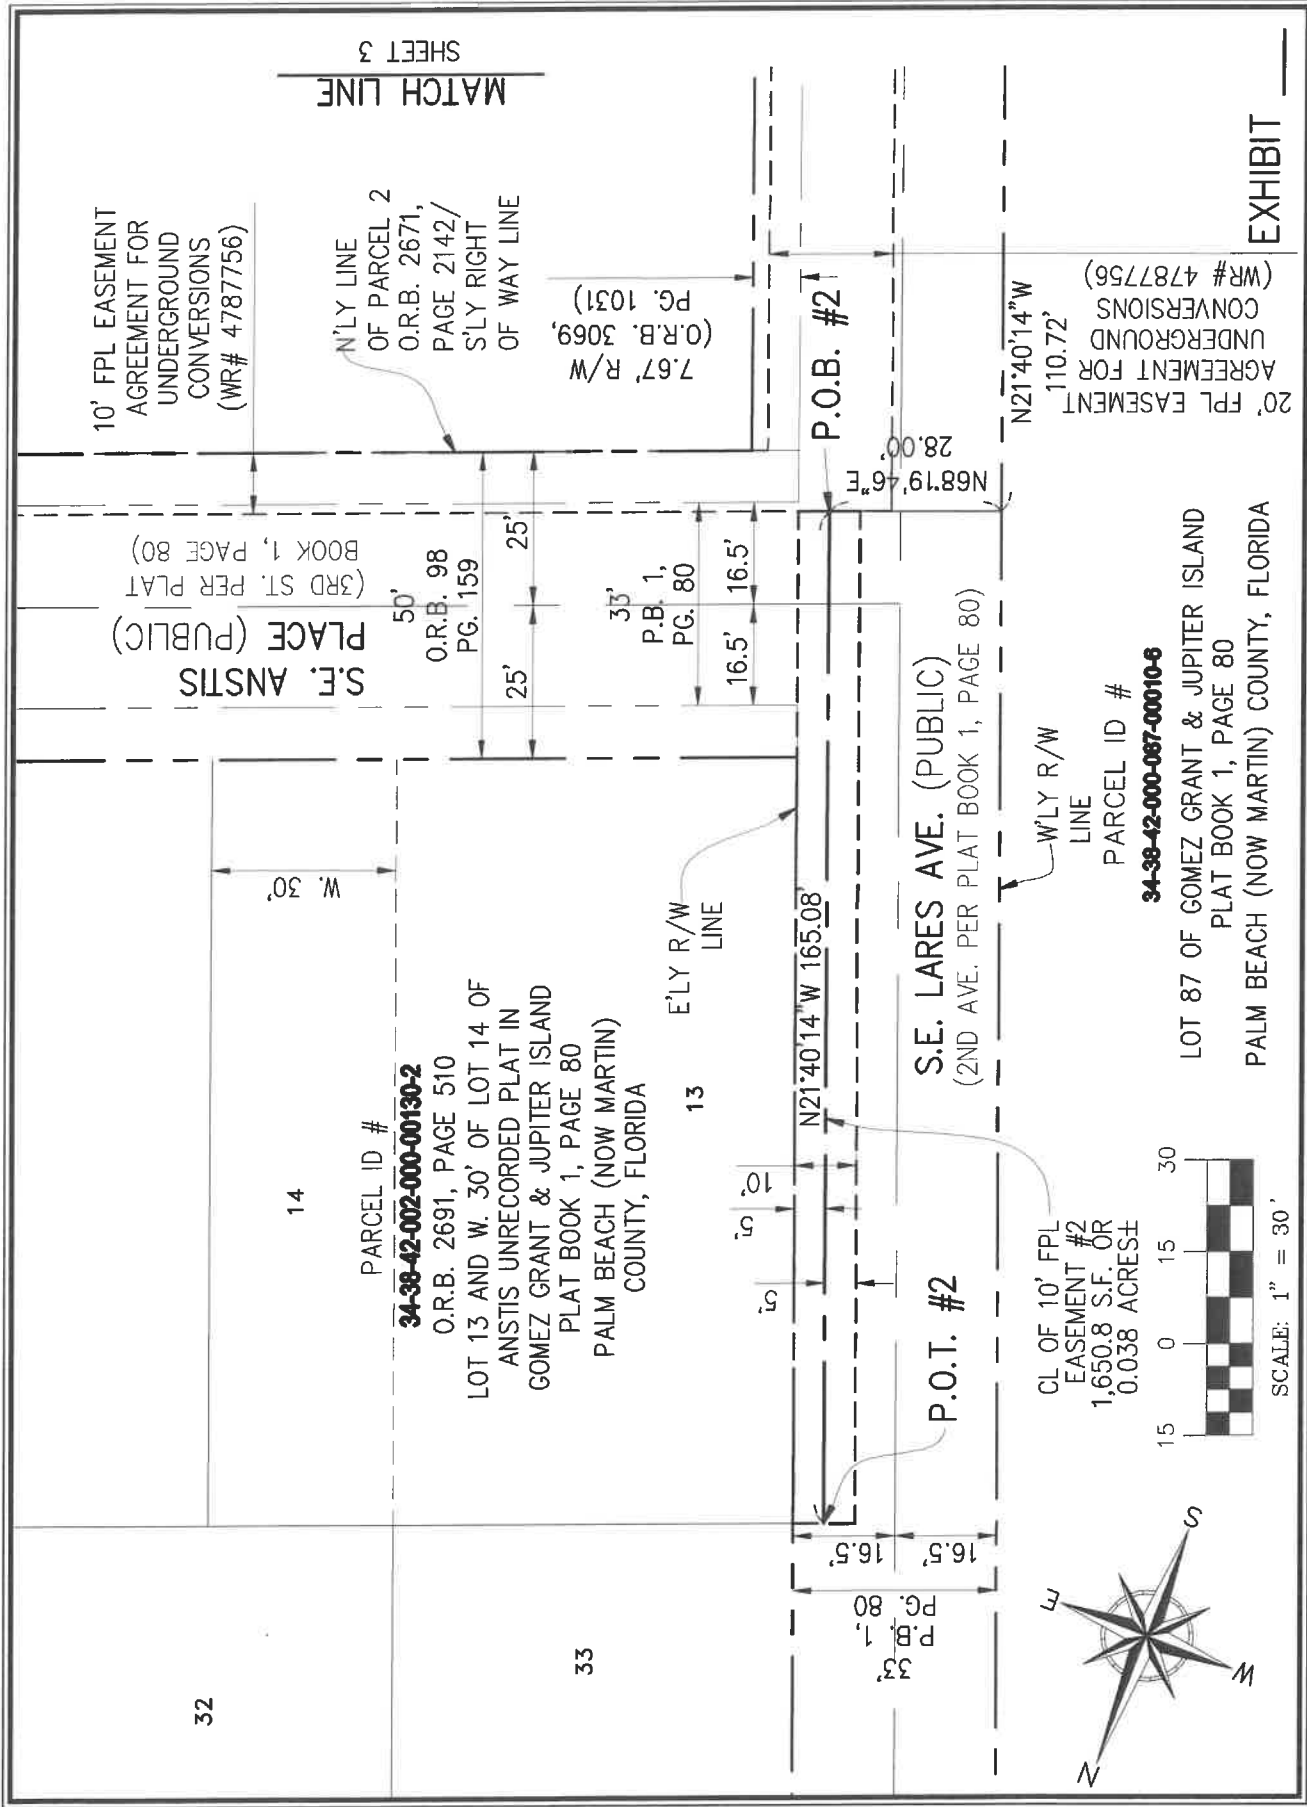 MATCH LINE
SHEET 3
10' FPL EASEMENT
AGREEMENT FOR
UNDERGROUND
CONVERSIONS
(WR# 4787756)
N'LY LINE
OF PARCEL 2
O.R.B. 2671,
PAGE 2142/
S'LY RIGHT
OF WAY LINE
7.67' R/W
(O.R.B. 3069,
PG. 1031)
P.O.B. #2
S.E. ANSTIS
PLACE (PUBLIC)
(3RD ST. PER PLAT
BOOK 1, PAGE 80)
50'
O.R.B. 98
PG. 159
25'
25'
33'
P.B. 1,
PG. 80
16.5'
16.5'
N68°19'46"E
28.00'
N21°40'14"W
110.72'
20' FPL EASEMENT
AGREEMENT FOR
UNDERGROUND
CONVERSIONS
(WR# 4787756)
EXHIBIT
W. 30'
14
PARCEL ID #
34-38-42-002-000-00130-2
O.R.B. 2691, PAGE 510
LOT 13 AND W. 30' OF LOT 14 OF
ANSTIS UNRECORDED PLAT IN
GOMEZ GRANT & JUPITER ISLAND
PLAT BOOK 1, PAGE 80
PALM BEACH (NOW MARTIN)
COUNTY, FLORIDA
13
E'LY R/W
LINE
N21°40'14"W 165.08'
10'
5'
5'
S.E. LARES AVE. (PUBLIC)
(2ND AVE. PER PLAT BOOK 1, PAGE 80)
W'LY R/W
LINE
PARCEL ID #
34-38-42-000-087-00010-6
LOT 87 OF GOMEZ GRANT & JUPITER ISLAND
PLAT BOOK 1, PAGE 80
PALM BEACH (NOW MARTIN) COUNTY, FLORIDA
P.O.T. #2
CL OF 10' FPL
EASEMENT #2
1,650.8 S.F. OR
0.038 ACRES±
32
33
16.5'
16.5'
33'
P.B. 1,
PG. 80
15 0 15 30
SCALE: 1" = 30'
N
E
S
W